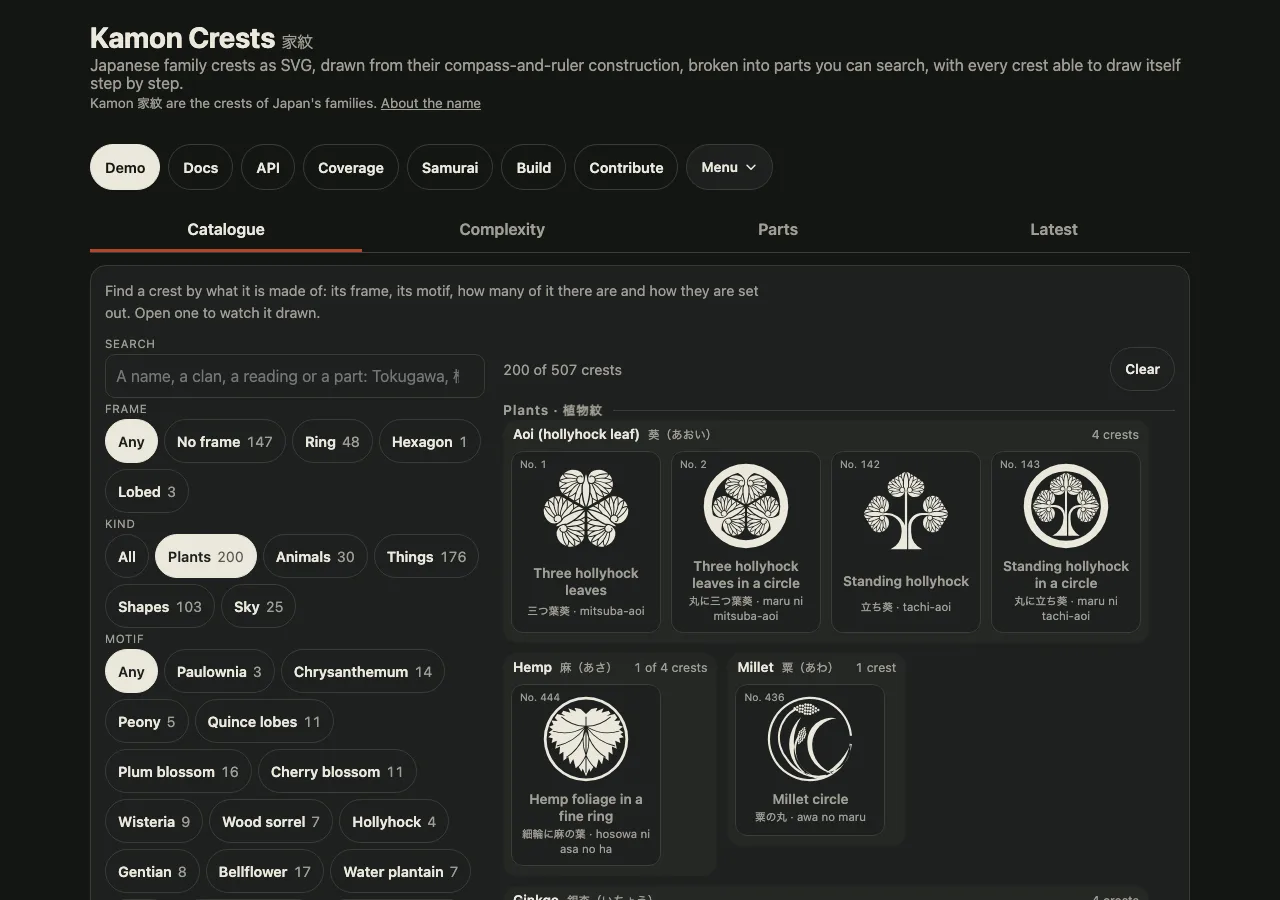 Kamon Crests 家紋
Japanese family crests as SVG, drawn from their compass-and-ruler construction, broken into parts you can search, with every crest able to draw itself
step by step.
Kamon 家紋 are the crests of Japan's families. About the name
Demo
Docs
API
Coverage
Samurai
Build
Contribute
Menu
Catalogue
Complexity
Parts
Latest
Find a crest by what it is made of: its frame, its motif, how many of it there are and how they are set
out. Open one to watch it drawn.
SEARCH
A name, a clan, a reading or a part: Tokugawa,
FRAME
Any
No frame 147
Ring 48
Hexagon 1
Lobed 3
KIND
All
Plants 200
Animals 30
Things 176
Shapes 103
Sky 25
MOTIF
Any
Paulownia 3
Chrysanthemum 14
Peony 5
Quince lobes 11
Plum blossom 16
Cherry blossom 11
Wisteria 9
Wood sorrel 7
Hollyhock 4
Gentian 8
Bellflower 17
Water plantain 7
200 of 507 crests
Clear
Plants · 植物紋
Aoi (hollyhock leaf) 葵（あおい）
4 crests
No. 1
Three hollyhock
leaves
三つ葉葵 · mitsuba-aoi
No. 2
Three hollyhock
leaves in a circle
丸に三つ葉葵 · maru ni
mitsuba-aoi
No. 142
Standing hollyhock
立ち葵 · tachi-aoi
No. 143
Standing hollyhock
in a circle
丸に立ち葵 · maru ni
tachi-aoi
Hemp 麻（あさ）
1 of 4 crests
No. 444
Hemp foliage in a
fine ring
細輪に麻の葉 · hosowa ni
asa no ha
Millet 粟（あわ）
1 crest
No. 436
Millet circle
粟の丸 · awa no maru
Ginkgo 銀杏（いちょう）
4 crests